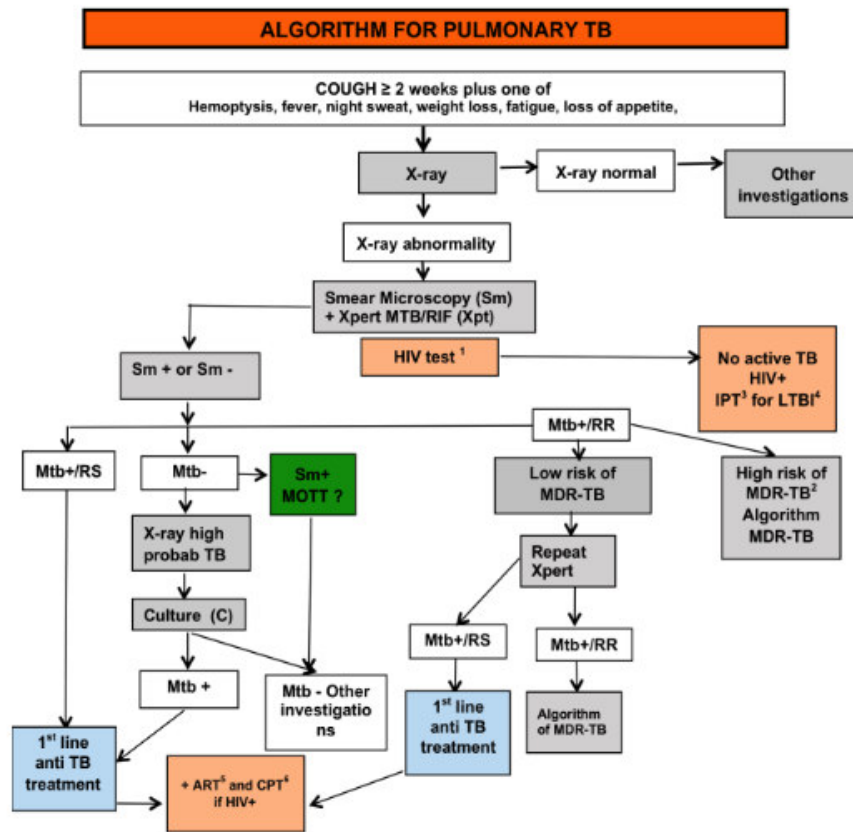 ALGORITHM FOR PULMONARY TB
COUGH ≥ 2 weeks plus one of
Hemoptysis, fever, night sweat, weight loss, fatigue, loss of appetite,
X-ray
X-ray normal
Other
investigations
X-ray abnormality
Smear Microscopy (Sm)
+ Xpert MTB/RIF (Xpt)
HIV test ¹
No active TB
HIV+
IPT³ for LTBI⁴
Sm + or Sm -
Mtb+/RS
Mtb-
Sm+
MOTT ?
Mtb+/RR
Low risk of
MDR-TB
High risk of
MDR-TB²
Algorithm
MDR-TB
X-ray high
probab TB
Repeat
Xpert
Culture (C)
Mtb+/RS
Mtb+/RR
Mtb +
Mtb - Other
investigatio
ns
1ˢᵗ line
anti TB
treatment
Algorithm
of MDR-TB
1ˢᵗ line
anti TB
treatment
+ ART⁵ and CPT⁶
if HIV+